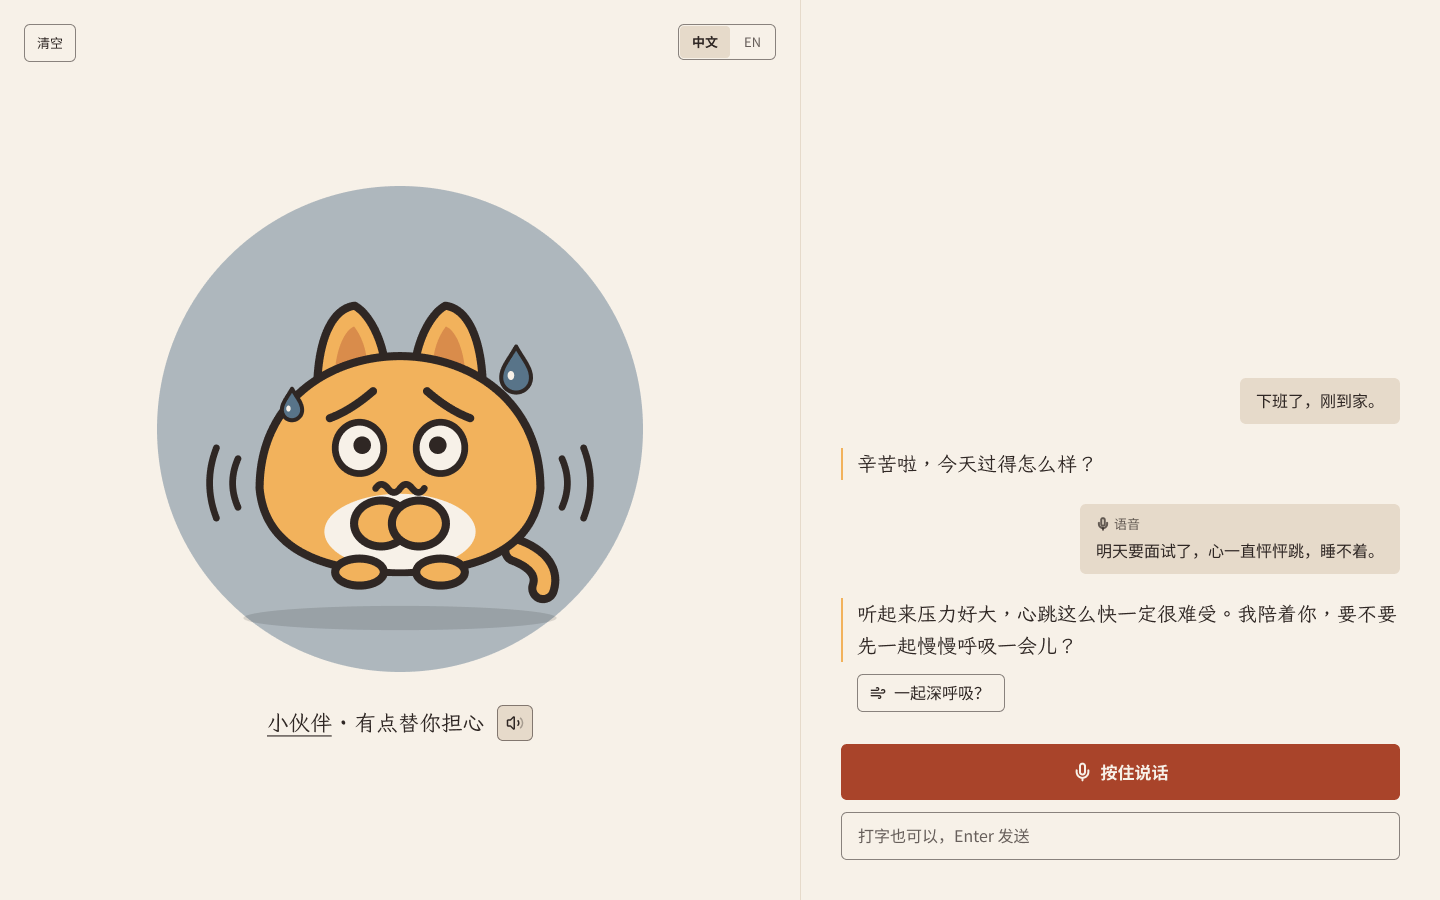 清空
中文 EN
小伙伴·有点替你担心
下班了，刚到家。
辛苦啦，今天过得怎么样？
语音
明天要面试了，心一直怦怦跳，睡不着。
听起来压力好大，心跳这么快一定很难受。我陪着你，要不要
先一起慢慢呼吸一会儿？
一起深呼吸？
按住说话
打字也可以，Enter 发送